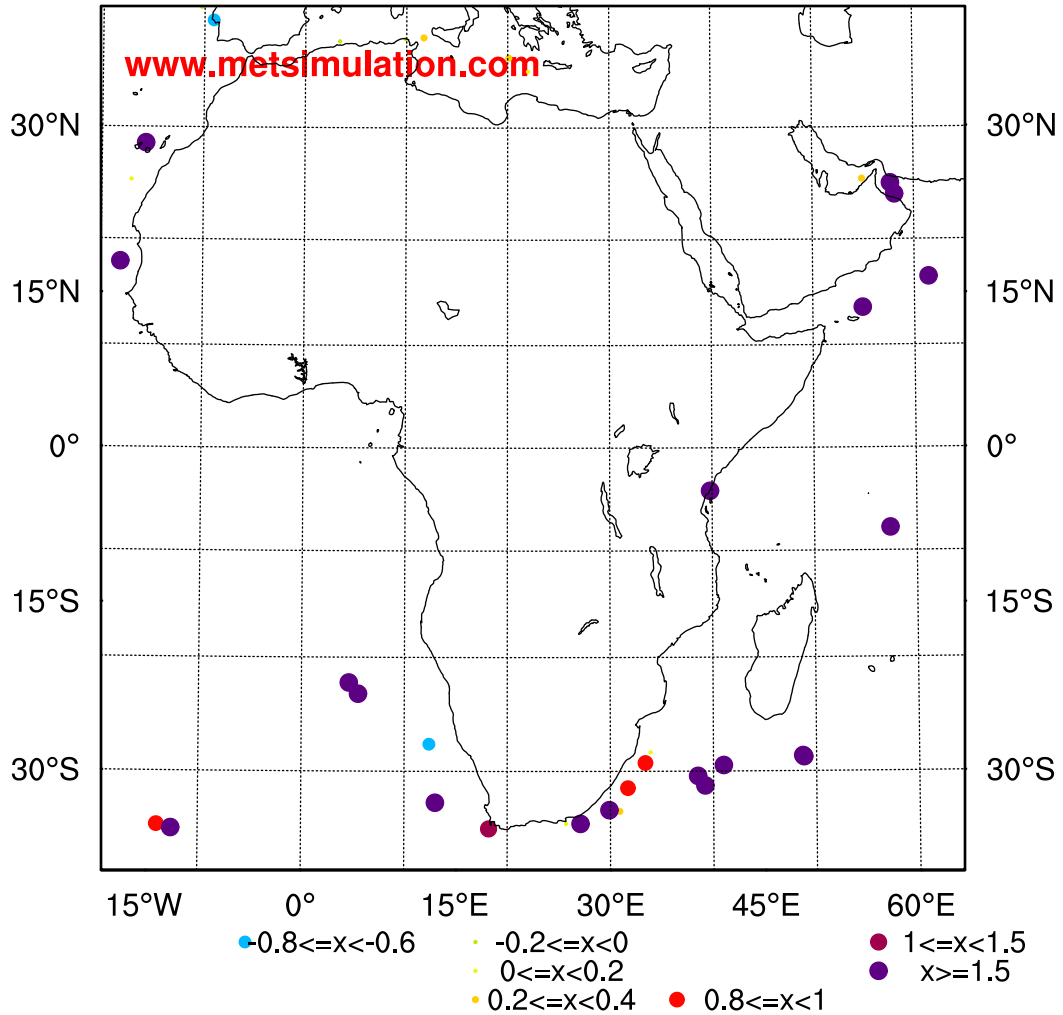 www.metsimulation.com
30°N 30°N
15°N 15°N
0° 0°
15°S 15°S
30°S 30°S
15°W 0° 15°E 30°E 45°E 60°E
-0.8<=x<-0.6 -0.2<=x<0 1<=x<1.5
0<=x<0.2 x>=1.5
0.2<=x<0.4 0.8<=x<1